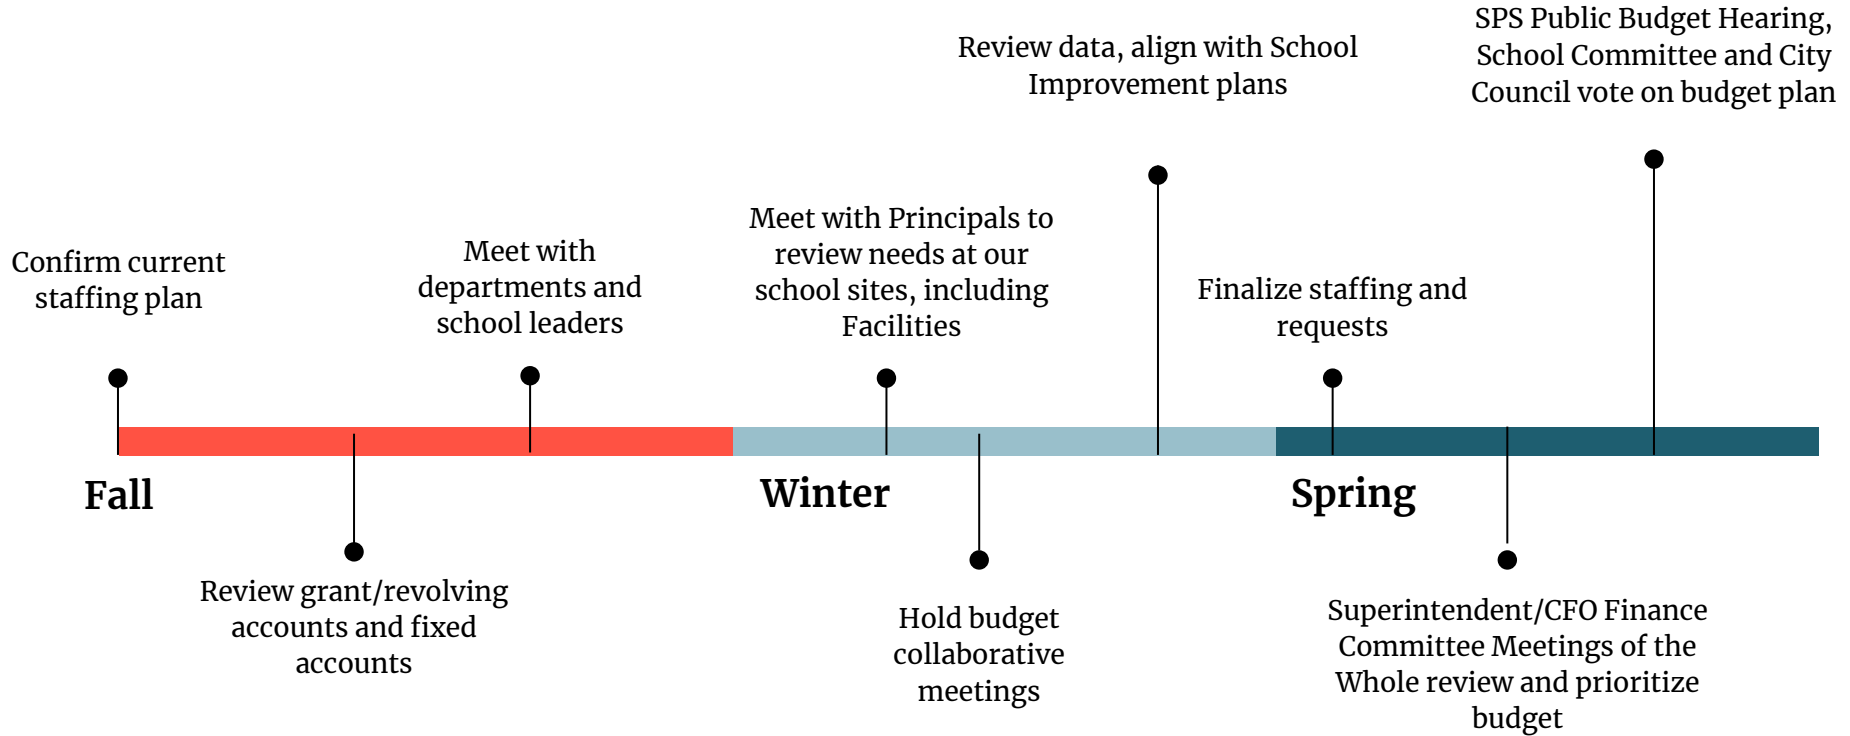 SPS Public Budget Hearing,
School Committee and City
Council vote on budget plan
Review data, align with School
Improvement plans
Meet with Principals to
review needs at our
school sites, including
Facilities
Meet with
departments and
school leaders
Confirm current
staffing plan
Finalize staffing and
requests
Fall
Winter
Spring
Review grant/revolving
accounts and fixed
accounts
Hold budget
collaborative
meetings
Superintendent/CFO Finance
Committee Meetings of the
Whole review and prioritize
budget